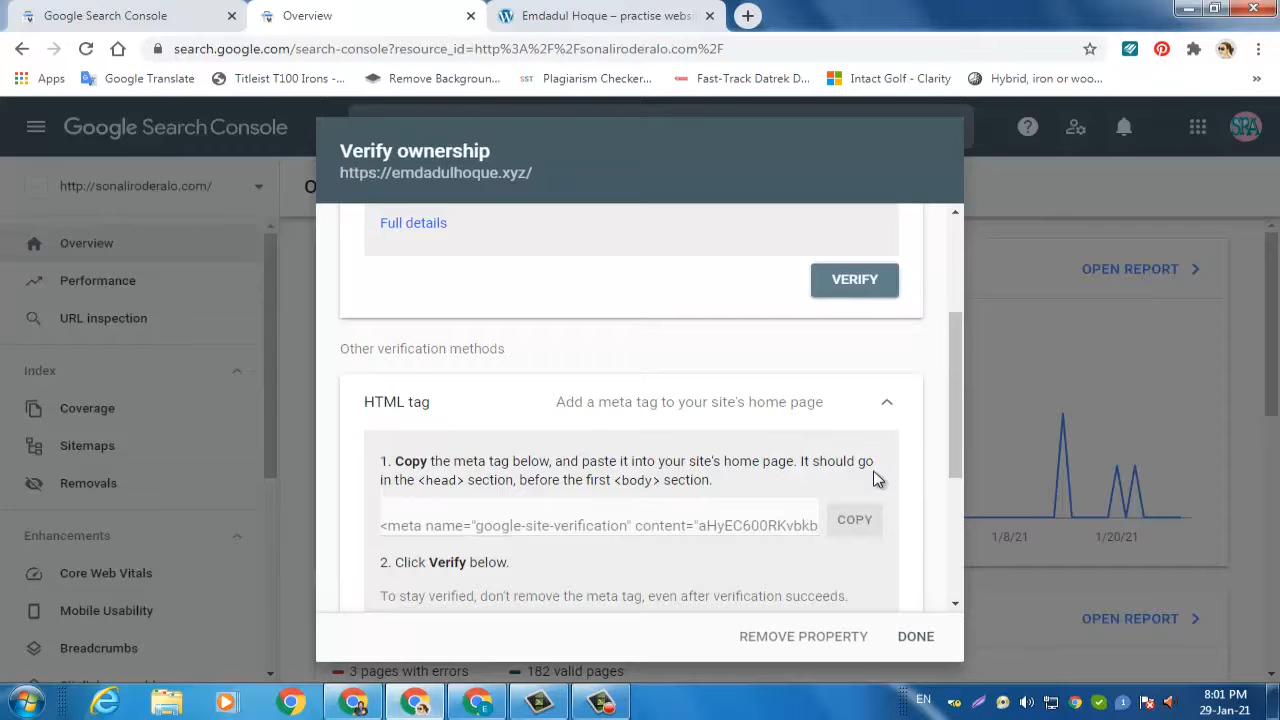 Google Search Console
Overview
Emdadul Hoque – practise websi
search.google.com/search-console?resource_id=http%3A%2F%2Fsonaliroderalo.com%2F
Apps
Google Translate
Titleist T100 Irons -...
Remove Backgroun...
SST
Plagiarism Checker...
Fast-Track Datrek D...
Intact Golf - Clarity
Hybrid, iron or woo...
»
Google Search Console
SPA
http://sonaliroderalo.com/
O
Verify ownership
https://emdadulhoque.xyz/
Full details
VERIFY
Other verification methods
HTML tag
Add a meta tag to your site's home page
1. Copy the meta tag below, and paste it into your site's home page. It should go
in the <head> section, before the first <body> section.
<meta name="google-site-verification" content="aHyEC600RKvbkb
COPY
2. Click Verify below.
To stay verified, don't remove the meta tag, even after verification succeeds.
REMOVE PROPERTY
DONE
Overview
Performance
URL inspection
Index
Coverage
Sitemaps
Removals
Enhancements
Core Web Vitals
Mobile Usability
Breadcrumbs
OPEN REPORT
1/8/21
1/20/21
OPEN REPORT
3 pages with errors
182 valid pages
EN
8:01 PM
29-Jan-21